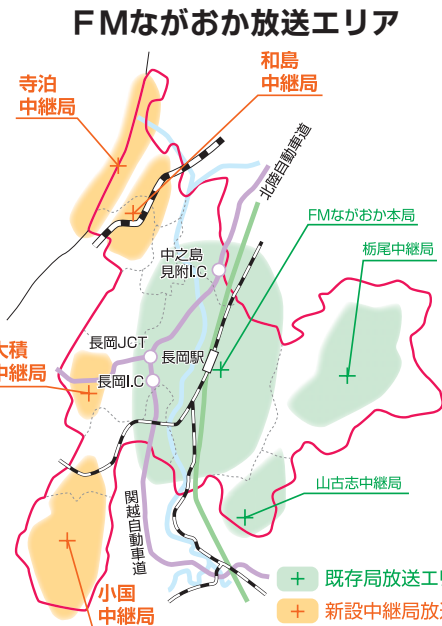 FMながおか放送エリア
寺泊
中継局
和島
中継局
北陸自動車道
FMながおか本局
中之島
見附I.C
栃尾中継局
長岡JCT
長岡駅
大積
中継局
長岡I.C
山古志中継局
関越自動車道
小国
中継局
既存局放送エリ
新設中継局放送